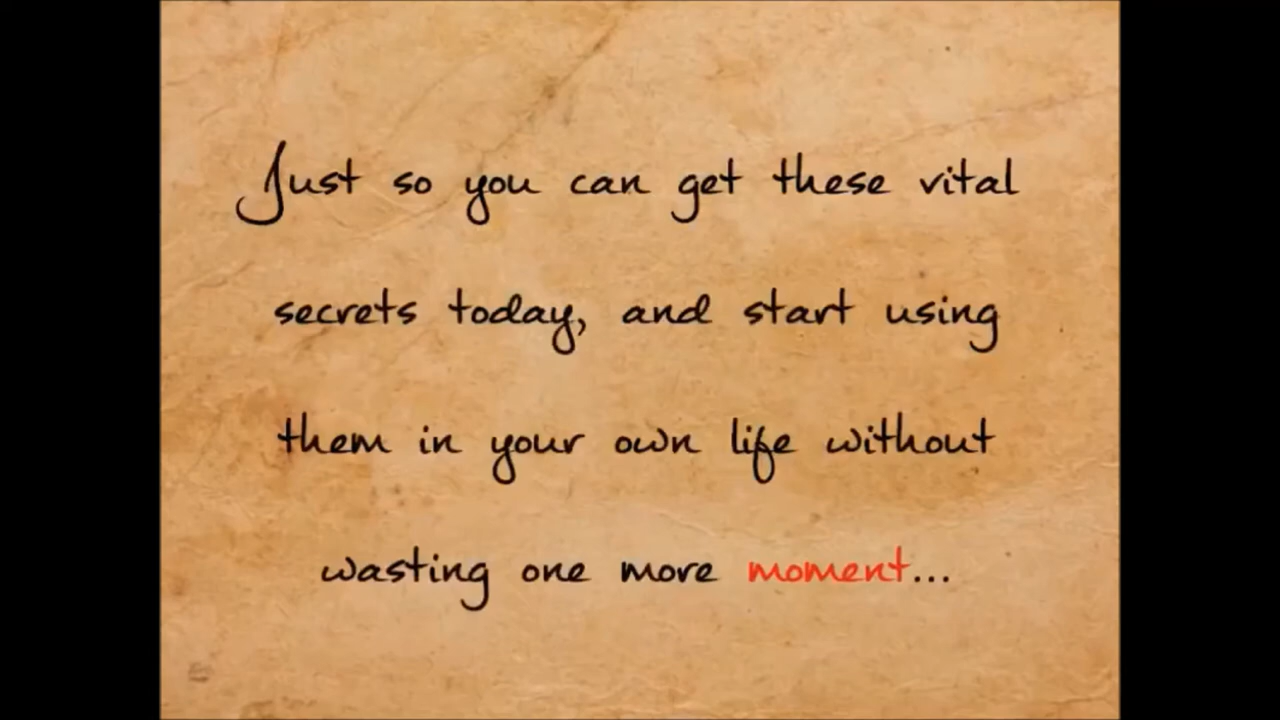 Just so you can get these vital
secrets today, and start using
them in your own life without
wasting one more moment...